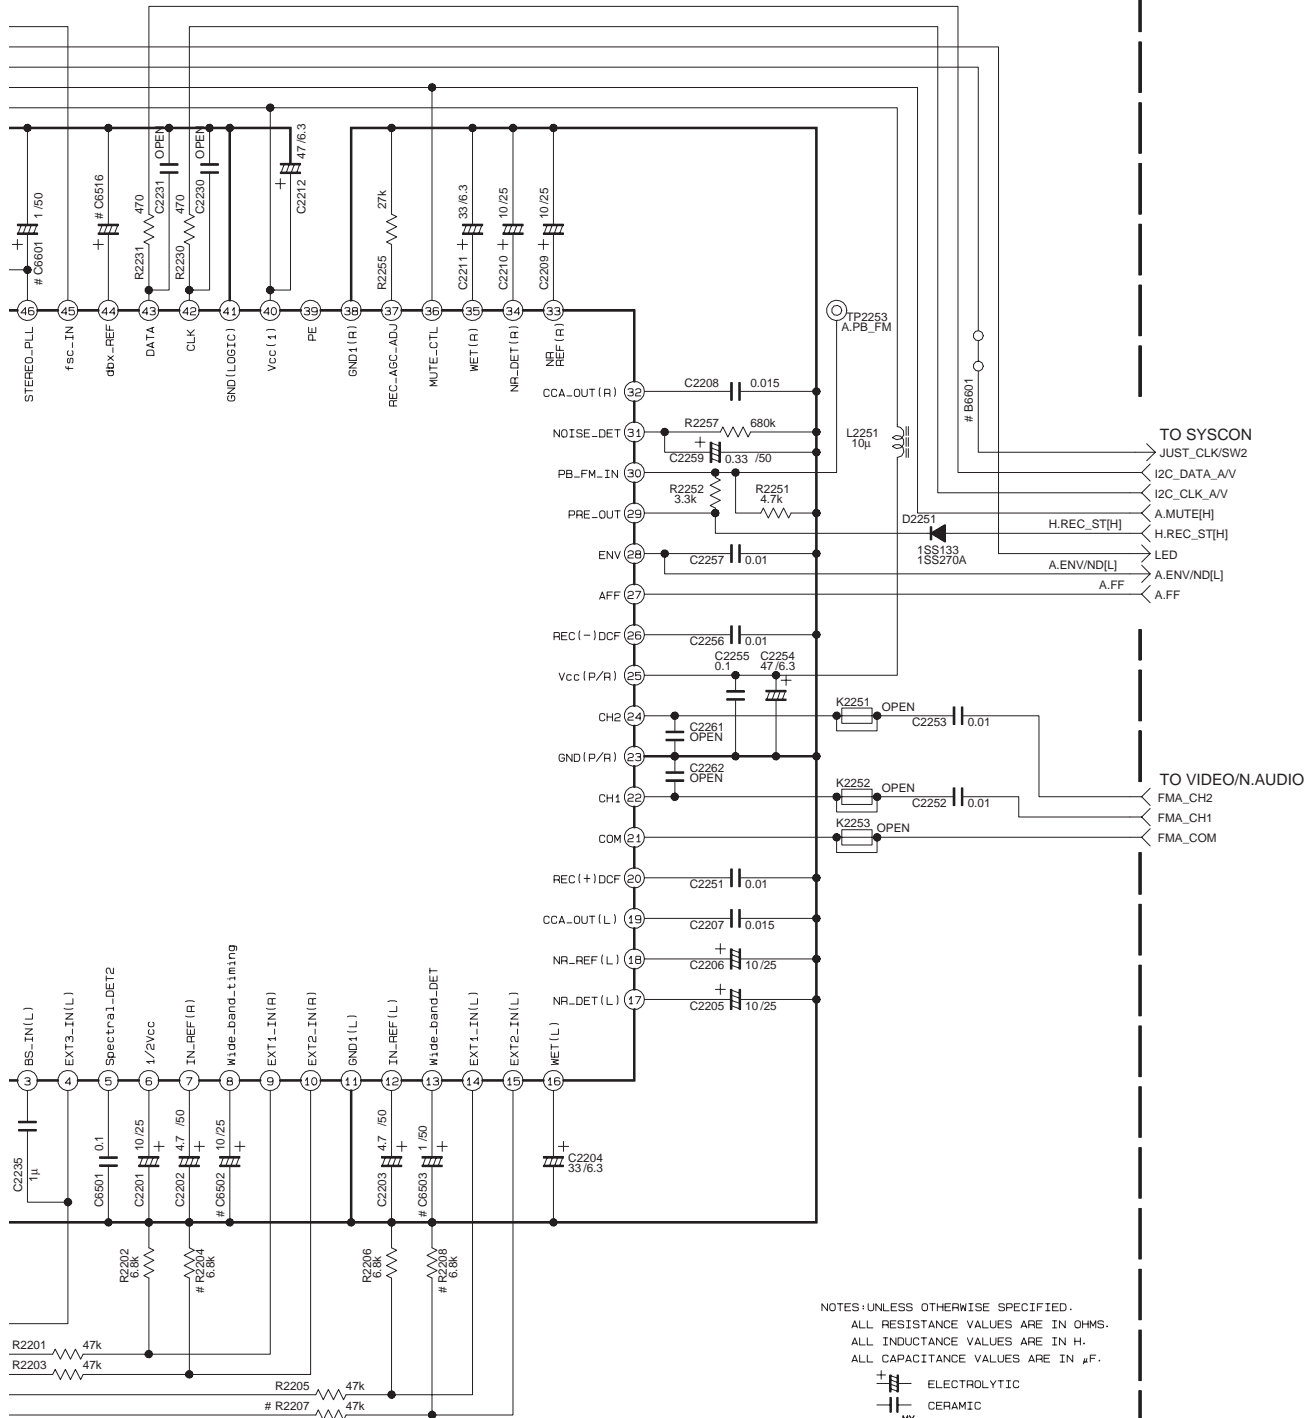 1 /50
# C6601
# C6516
470
R2231
OPEN
C2231
470
R2230
OPEN
C2230
47 /6.3
C2212
27k
R2255
33 /6.3
C2211
10 /25
C2210
10 /25
C2209
46
45
44
43
42
41
40
39
38
37
36
35
34
33
STEREO_PLL
fsc_IN
dbx_REF
DATA
CLK
GND(LOGIC)
Vcc(1)
PE
GND1(R)
REC_AGC_ADJ
MUTE_CTL
WET(R)
NR_DET(R)
NR
REF(R)
TP2253
A.PB_FM
# B6601
L2251
10µ
CCA_OUT(R) 32 C2208 0.015
NOISE_DET 31 R2257 680k
C2259 0.33 /50
PB_FM_IN 30
R2252
3.3k
R2251
4.7k
PRE_OUT 29
D2251
1SS133
1SS270A
H.REC_ST[H]
ENV 28 C2257 0.01
A.ENV/ND[L]
AFF 27
A.FF
REC(-)DCF 26 C2256 0.01
C2255
0.1
C2254
47 /6.3
Vcc(P/R) 25
CH2 24
C2261
OPEN
K2251 OPEN
C2253 0.01
GND(P/R) 23
C2262
OPEN
CH1 22
K2252 OPEN
C2252 0.01
COM 21
K2253 OPEN
REC(+)DCF 20 C2251 0.01
CCA_OUT(L) 19 C2207 0.015
NR_REF(L) 18 C2206 10 /25
NR_DET(L) 17 C2205 10 /25
TO SYSCON
JUST_CLK/SW2
I2C_DATA_A/V
I2C_CLK_A/V
A.MUTE[H]
H.REC_ST[H]
LED
A.ENV/ND[L]
A.FF
TO VIDEO/N.AUDIO
FMA_CH2
FMA_CH1
FMA_COM
BS_IN(L)
EXT3_IN(L)
Spectral_DET2
1/2Vcc
IN_REF(R)
Wide_band_timing
EXT1_IN(R)
EXT2_IN(R)
GND1(L)
IN_REF(L)
Wide_band_DET
EXT1_IN(L)
EXT2_IN(L)
WET(L)
3
4
5
6
7
8
9
10
11
12
13
14
15
16
C2235
1µ
C6501
0.1
C2201
10 /25
C2202
4.7 /50
# C6502
10 /25
C2203
4.7 /50
# C6503
1 /50
C2204
33 /6.3
R2202
6.8k
# R2204
6.8k
R2206
6.8k
# R2208
6.8k
R2201 47k
R2203 47k
R2205 47k
# R2207 47k
NOTES:UNLESS OTHERWISE SPECIFIED.
ALL RESISTANCE VALUES ARE IN OHMS.
ALL INDUCTANCE VALUES ARE IN H.
ALL CAPACITANCE VALUES ARE IN µF.
ELECTROLYTIC
CERAMIC
MY